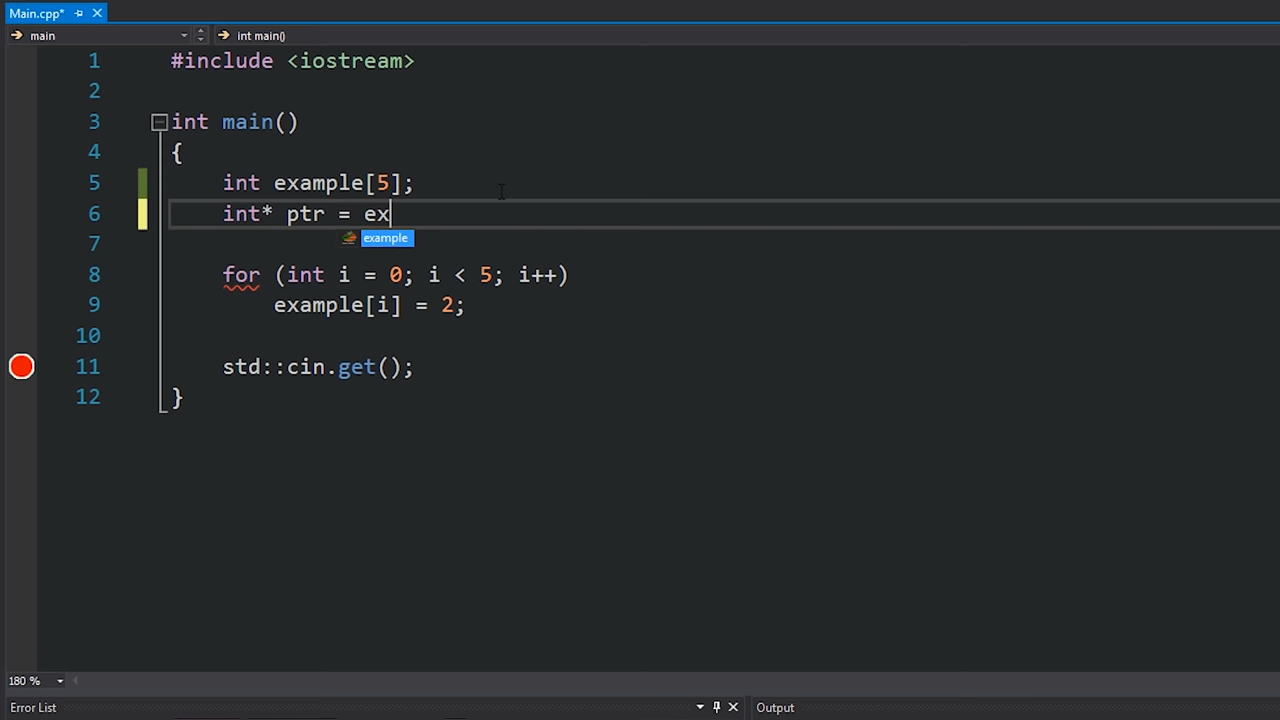 Main.cpp*
main int main()
1 #include <iostream>
2
3 int main()
4 {
5 int example[5];
6 int* ptr = ex
example
7
8 for (int i = 0; i < 5; i++)
9 example[i] = 2;
10
11 std::cin.get();
12 }
180 %
Error List Output